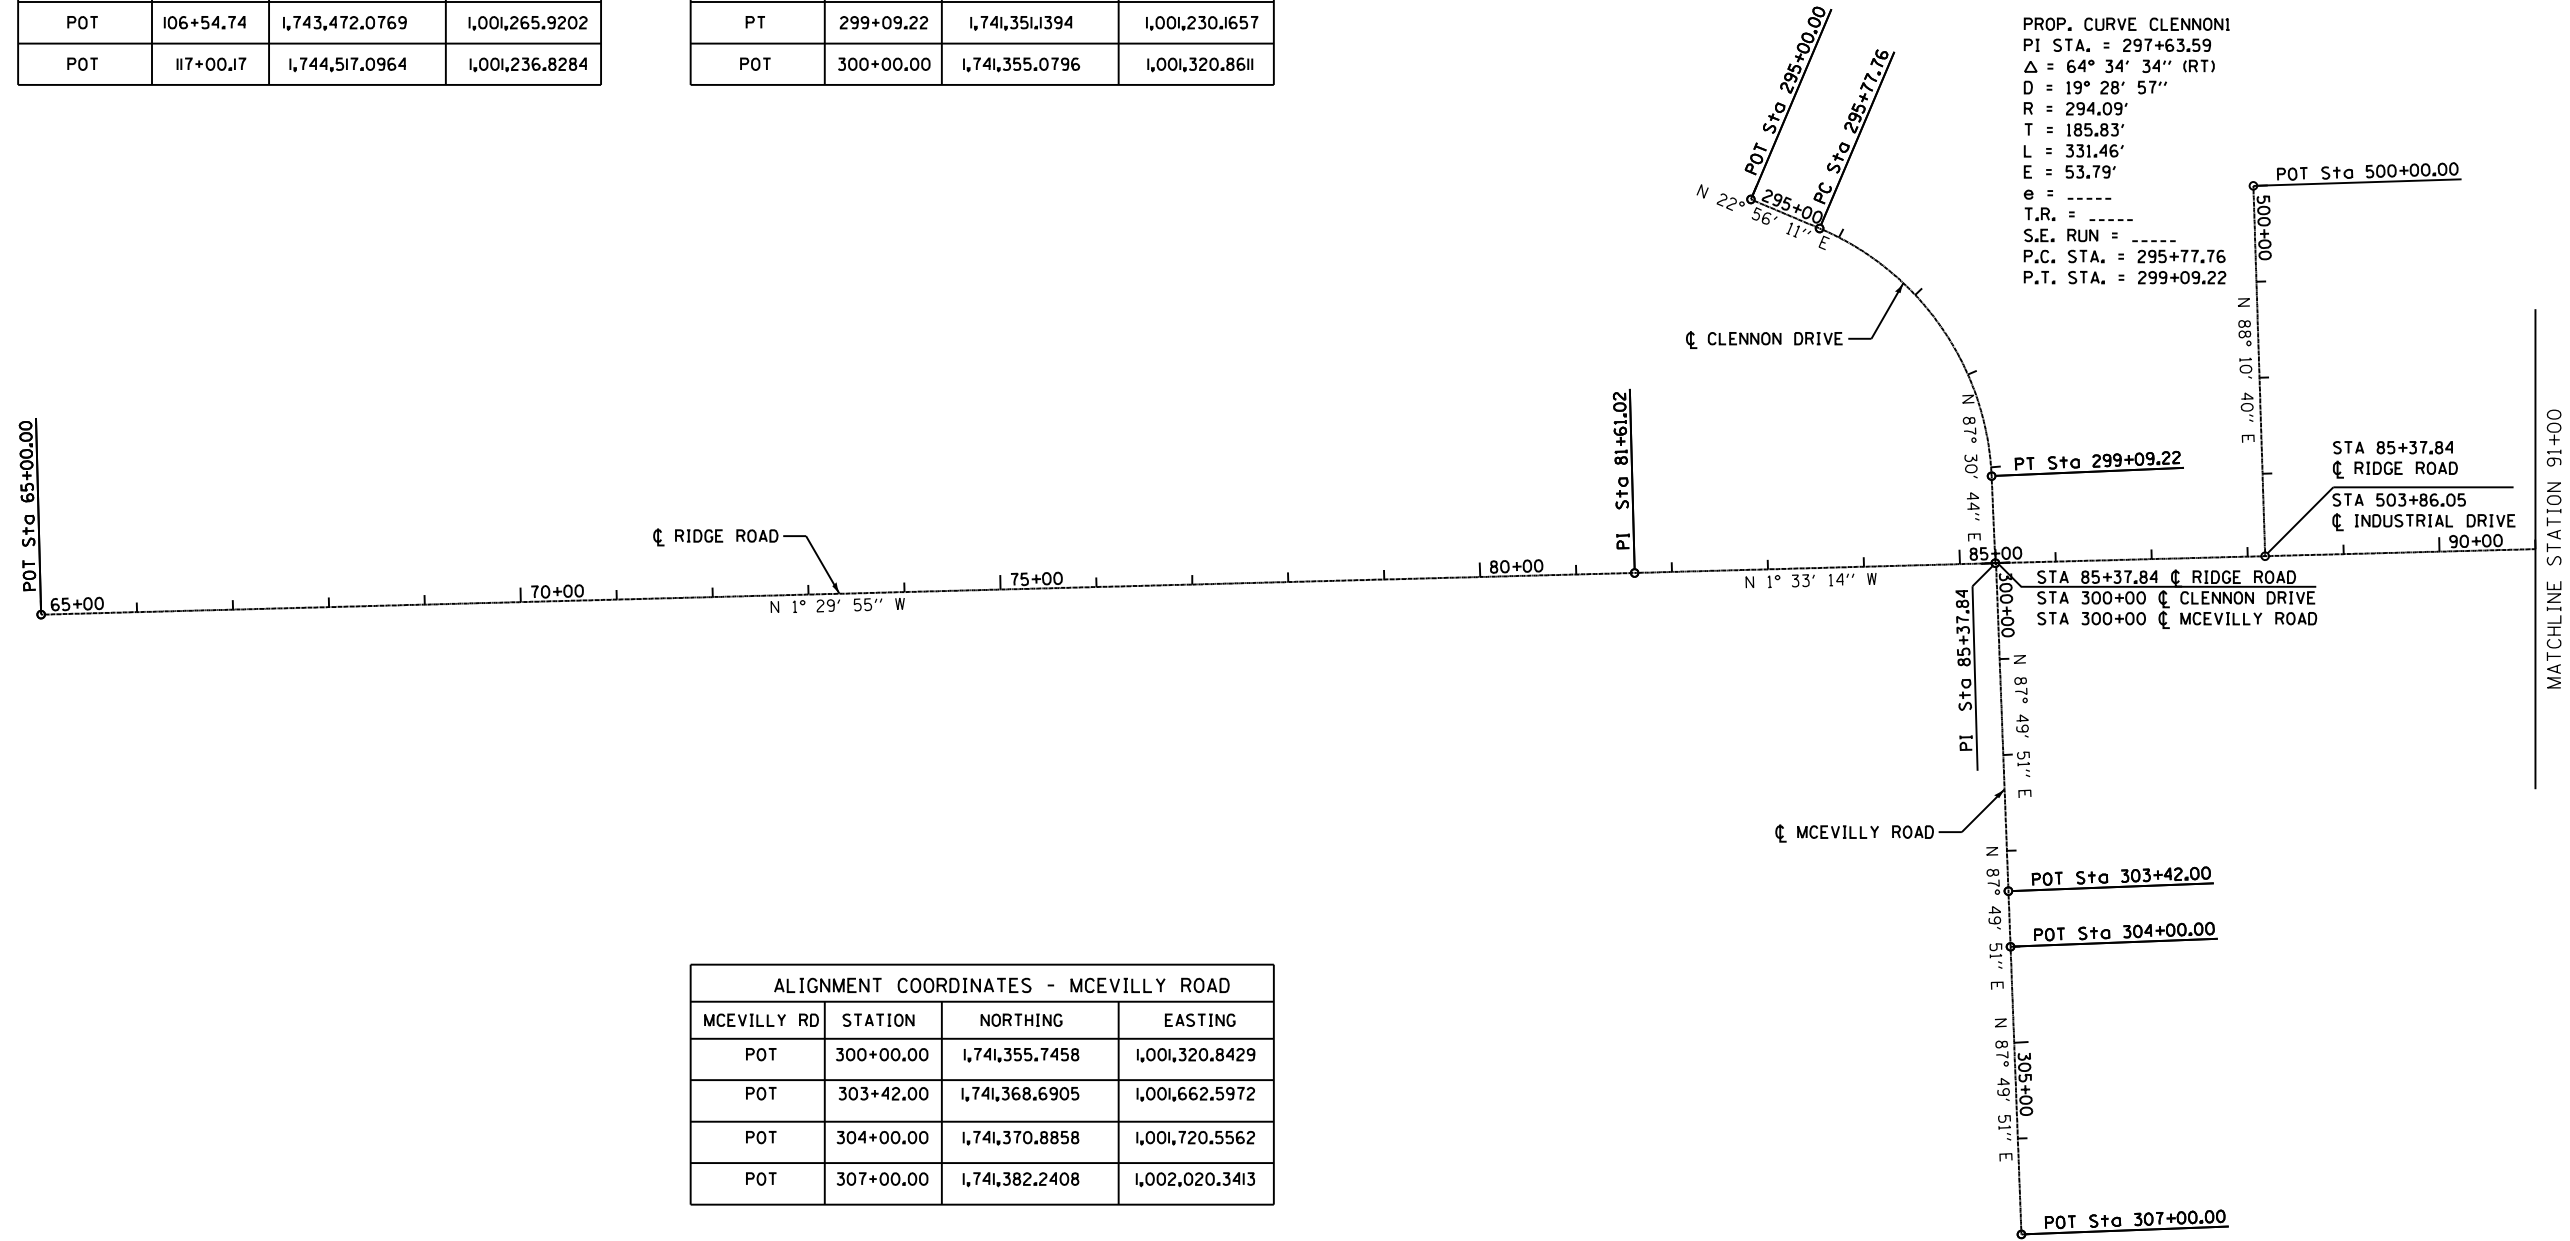 POT 106+54.74 1,743,472.0769 1,001,265.9202
POT 117+00.17 1,744,517.0964 1,001,236.8284
PT 299+09.22 1,741,351.1394 1,001,230.1657
POT 300+00.00 1,741,355.0796 1,001,320.8611
PROP. CURVE CLENNON1
PI STA. = 297+63.59
Δ = 64° 34' 34'' (RT)
D = 19° 28' 57''
R = 294.09'
T = 185.83'
L = 331.46'
E = 53.79'
e = _____
T.R. = _____
S.E. RUN = _____
P.C. STA. = 295+77.76
P.T. STA. = 299+09.22
POT Sta 295+00.00
PC Sta 295+77.76
295+00
N 22° 56' 11'' E
℄ CLENNON DRIVE
POT Sta 500+00.00
500+00
N 88° 10' 40'' E
N 87° 30' 44'' E
PT Sta 299+09.22
STA 85+37.84
℄ RIDGE ROAD
STA 503+86.05
℄ INDUSTRIAL DRIVE
MATCHLINE STATION 91+00
POT Sta 65+00.00
65+00
℄ RIDGE ROAD
70+00
N 1° 29' 55'' W
75+00
80+00
PI Sta 81+61.02
N 1° 33' 14'' W
85+00
90+00
STA 85+37.84 ℄ RIDGE ROAD
STA 300+00 ℄ CLENNON DRIVE
STA 300+00 ℄ MCEVILLY ROAD
300+00
PI Sta 85+37.84
N 87° 49' 51'' E
℄ MCEVILLY ROAD
POT Sta 303+42.00
N 87° 49' 51'' E
POT Sta 304+00.00
N 87° 49' 51'' E
305+00
POT Sta 307+00.00
ALIGNMENT COORDINATES - MCEVILLY ROAD
MCEVILLY RD STATION NORTHING EASTING
POT 300+00.00 1,741,355.7458 1,001,320.8429
POT 303+42.00 1,741,368.6905 1,001,662.5972
POT 304+00.00 1,741,370.8858 1,001,720.5562
POT 307+00.00 1,741,382.2408 1,002,020.3413